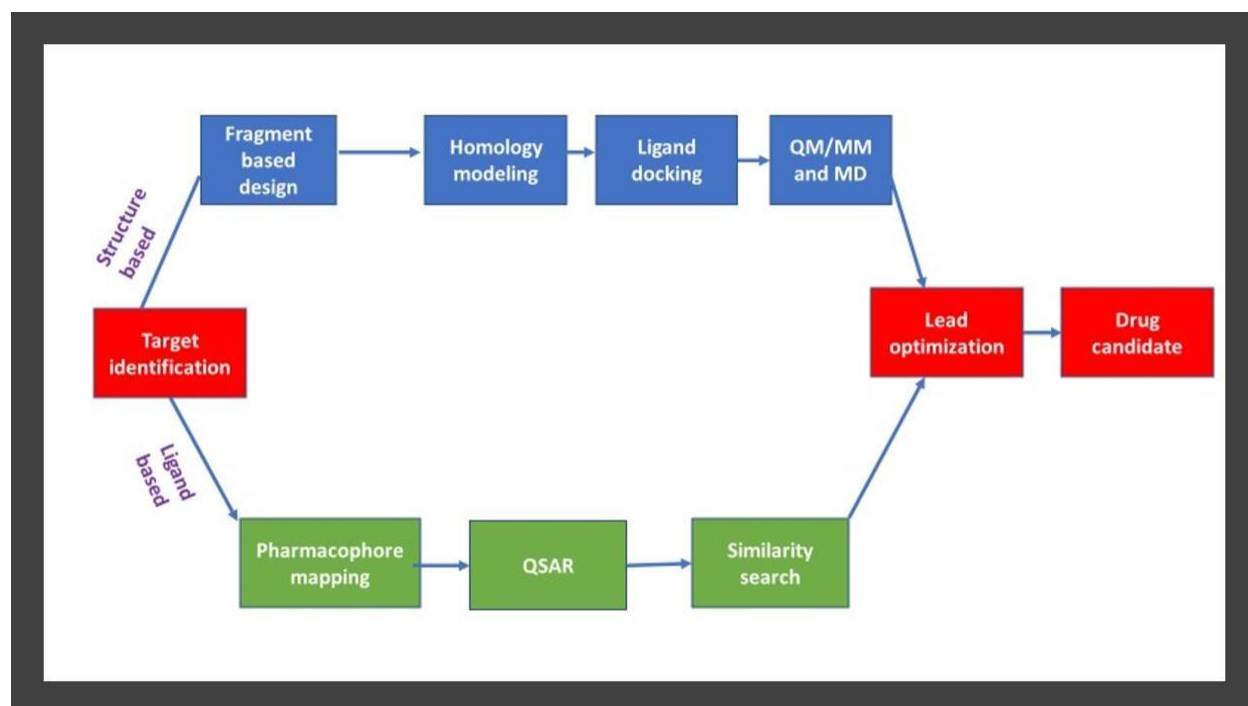 Fragment
based
design
Homology
modeling
Ligand
docking
QM/MM
and MD
Structure
based
Target
identification
Lead
optimization
Drug
candidate
Ligand
based
Pharmacophore
mapping
QSAR
Similarity
search